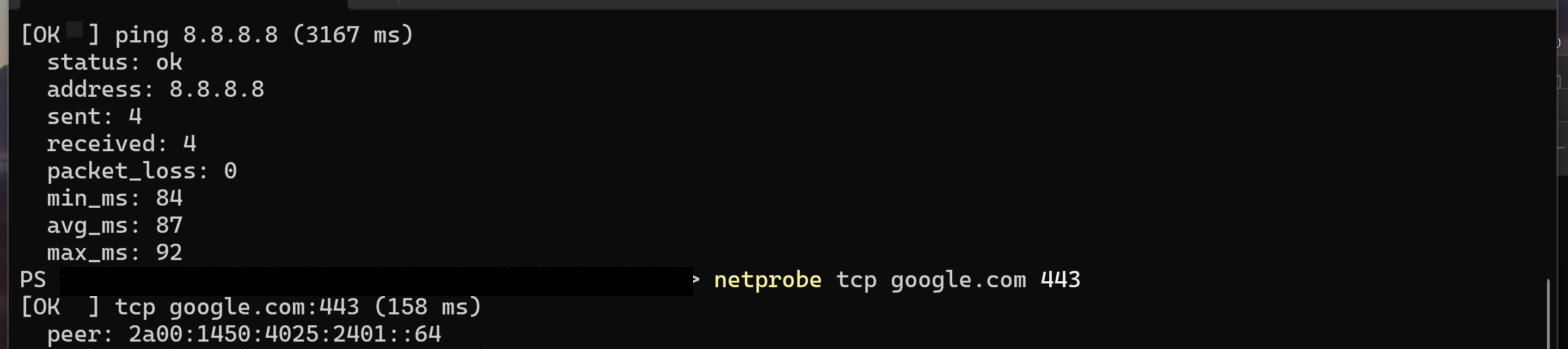 [OK  ] ping 8.8.8.8 (3167 ms)
  status: ok
  address: 8.8.8.8
  sent: 4
  received: 4
  packet_loss: 0
  min_ms: 84
  avg_ms: 87
  max_ms: 92
PS > netprobe tcp google.com 443
[OK  ] tcp google.com:443 (158 ms)
  peer: 2a00:1450:4025:2401::64